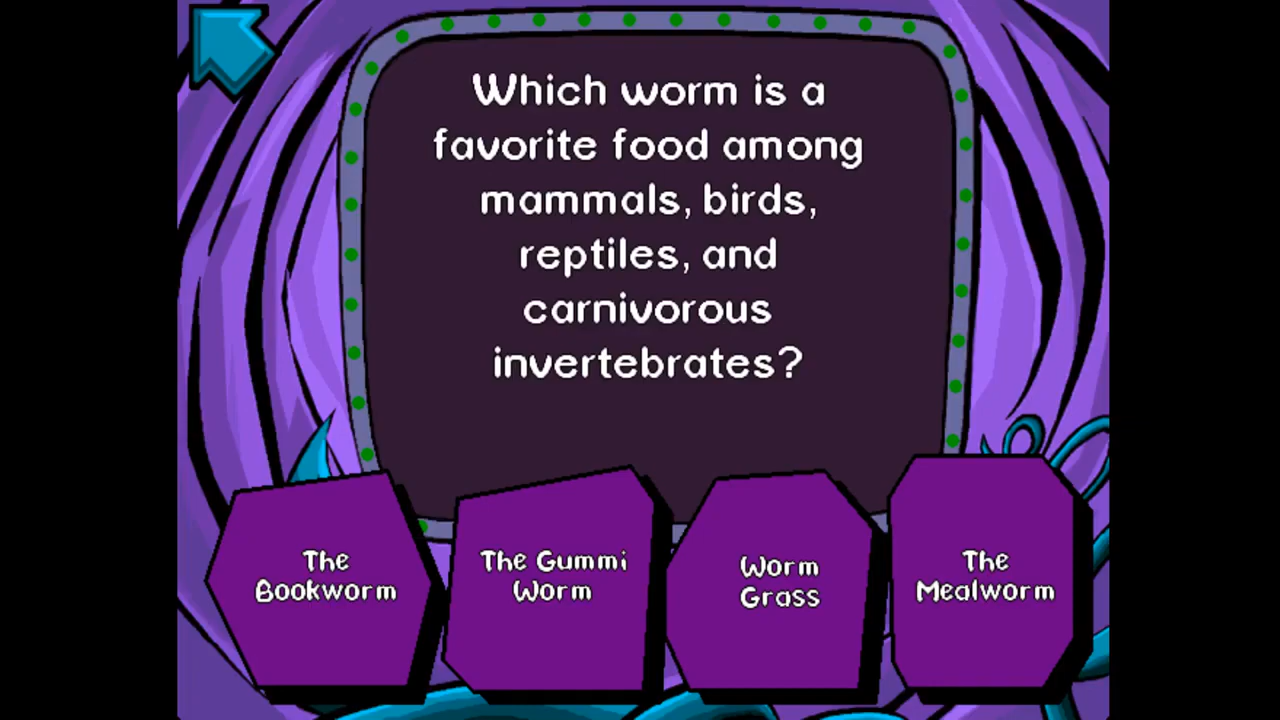 Which worm is a
favorite food among
mammals, birds,
reptiles, and
carnivorous
invertebrates?
The
Bookworm
The Gummi
Worm
Worm
Grass
The
Mealworm